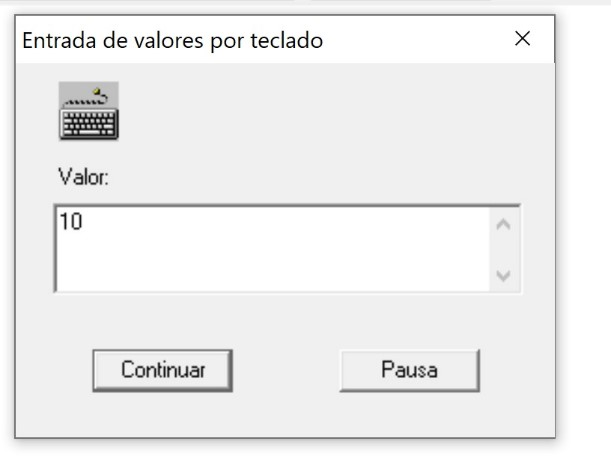 Entrada de valores por teclado
Valor:
10
Continuar
Pausa